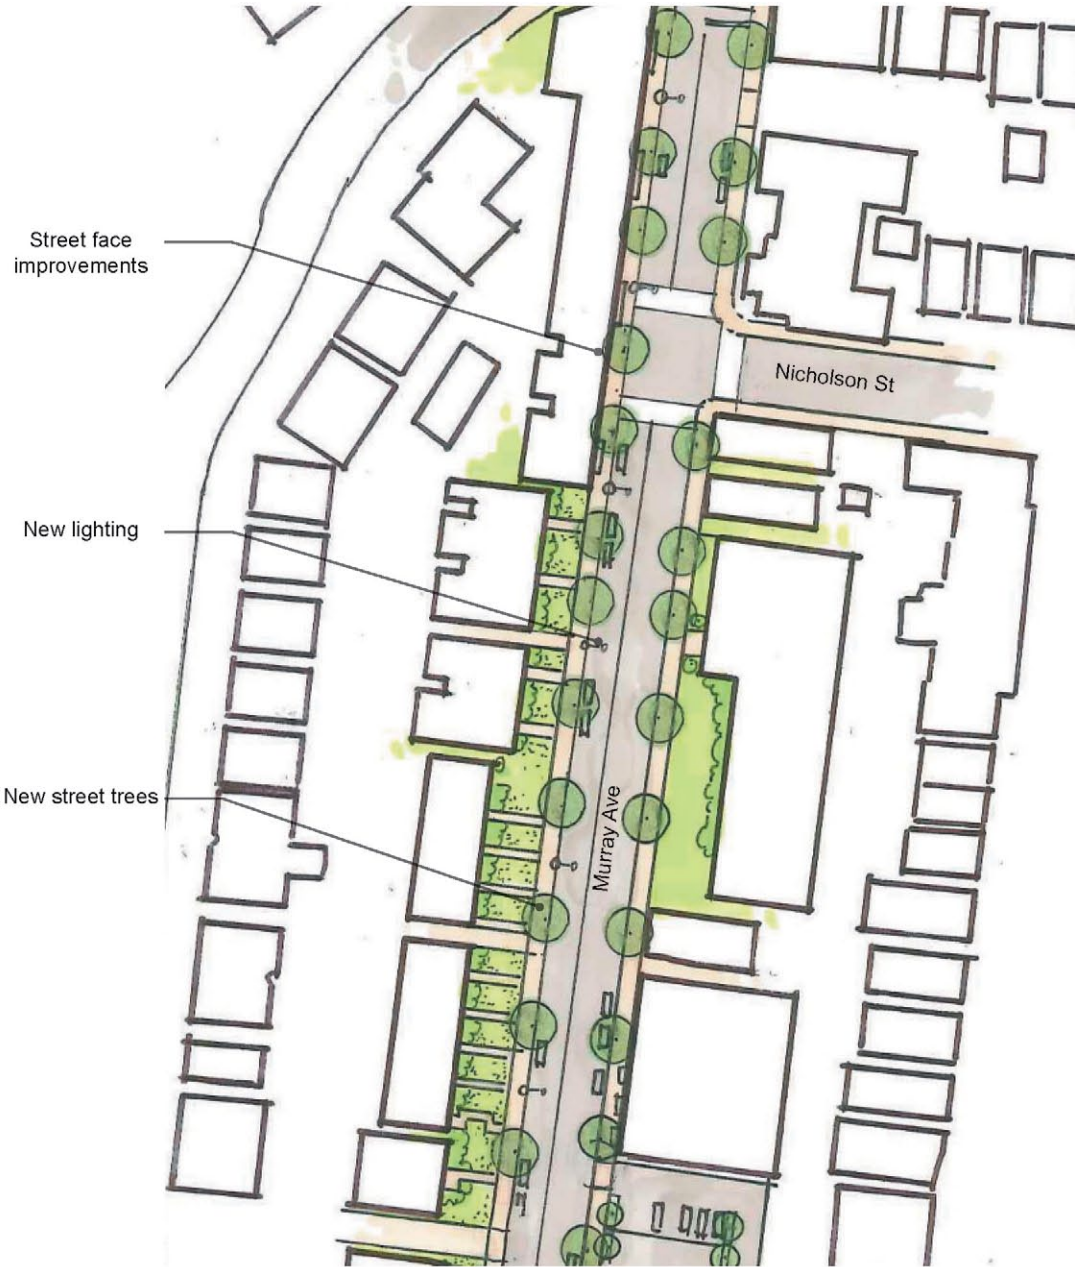 Street face
improvements
Nicholson St
New lighting
New street trees
Murray Ave